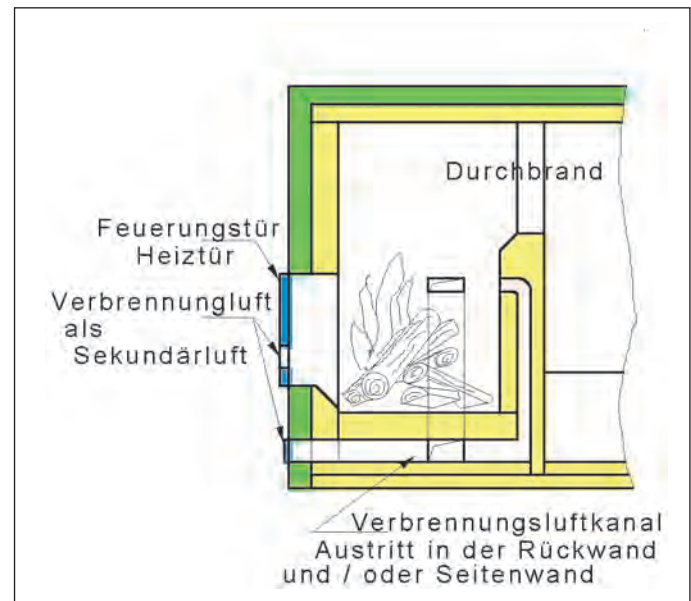 Durchbrand
Feuerungstür
Heiztür
Verbrennungluft
als
Sekundärluft
Verbrennungsluftkanal
Austritt in der Rückwand
und / oder Seitenwand